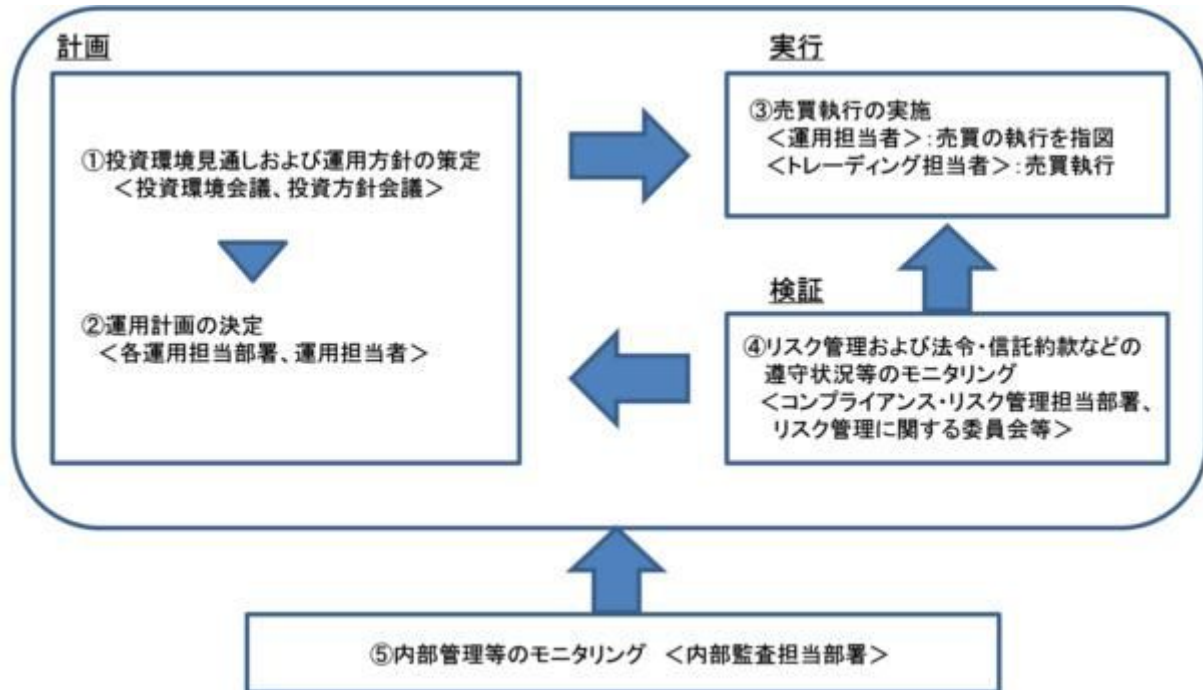 計画
①投資環境見通しおよび運用方針の策定
＜投資環境会議、投資方針会議＞
②運用計画の決定
＜各運用担当部署、運用担当者＞
実行
③売買執行の実施
＜運用担当者＞：売買の執行を指図
＜トレーディング担当者＞：売買執行
検証
④リスク管理および法令・信託約款などの
遵守状況等のモニタリング
＜コンプライアンス・リスク管理担当部署、
リスク管理に関する委員会等＞
⑤内部管理等のモニタリング　＜内部監査担当部署＞